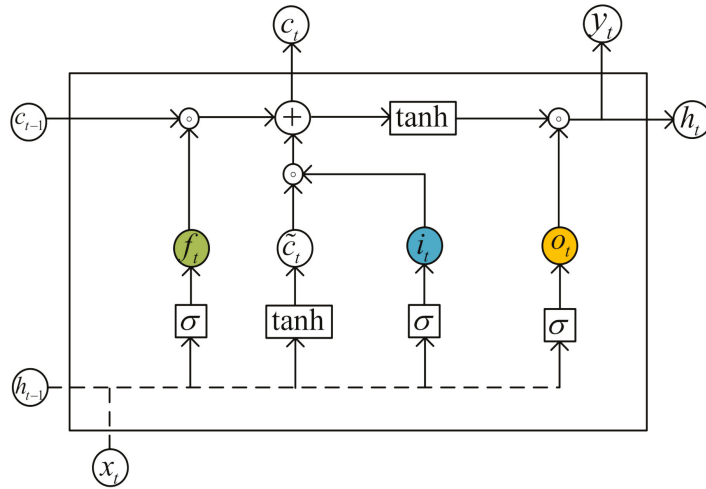 c_t
y_t
c_{t-1}
∘
+
tanh
∘
h_t
∘
f_t
c̃_t
i_t
o_t
σ
tanh
σ
σ
h_{t-1}
x_t